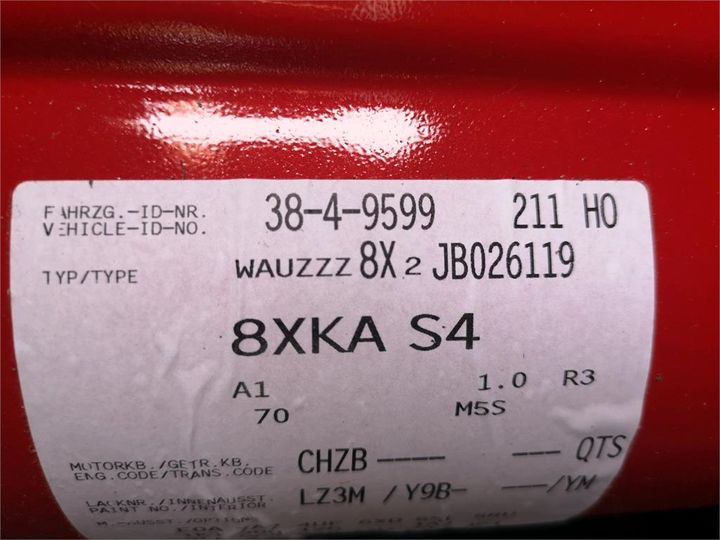 FAHRZG.-ID-NR. 38-4-9599 211 HO
VEHICLE-ID-NO.
TYP/TYPE WAUZZZ 8X2 JB026119
8XKA S4
A1 1.0 R3
70 M5S
MOTORKB./GETR.KB. CHZB ---- --- QTS
ENG.CODE/TRANS.CODE
LACKNR./INNENAUSST. LZ3M /Y9B- ---/YM
PAINT NO./INTERIOR